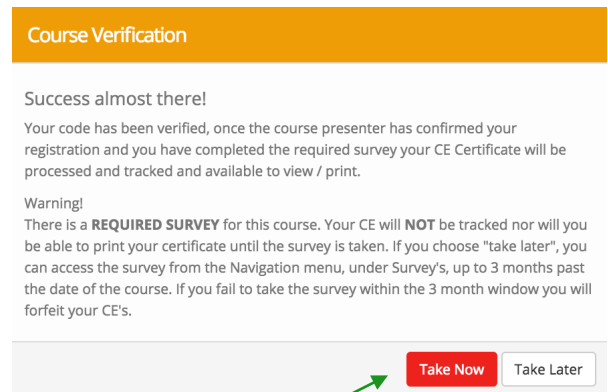 Course Verification
Success almost there!
Your code has been verified, once the course presenter has confirmed your
registration and you have completed the required survey your CE Certificate will be
processed and tracked and available to view / print.
Warning!
There is a REQUIRED SURVEY for this course. Your CE will NOT be tracked nor will you
be able to print your certificate until the survey is taken. If you choose "take later", you
can access the survey from the Navigation menu, under Survey's, up to 3 months past
the date of the course. If you fail to take the survey within the 3 month window you will
forfeit your CE's.
Take Now Take Later